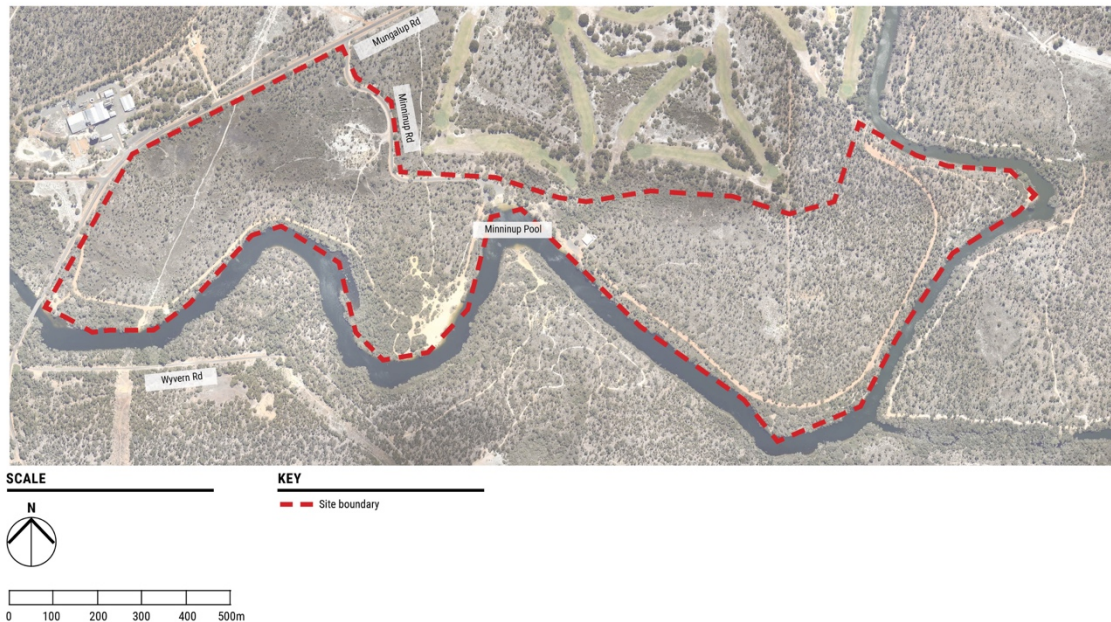 Mungalup Rd
Minninup Rd
Minninup Pool
Wyvern Rd
SCALE
KEY
N
Site boundary
0 100 200 300 400 500m